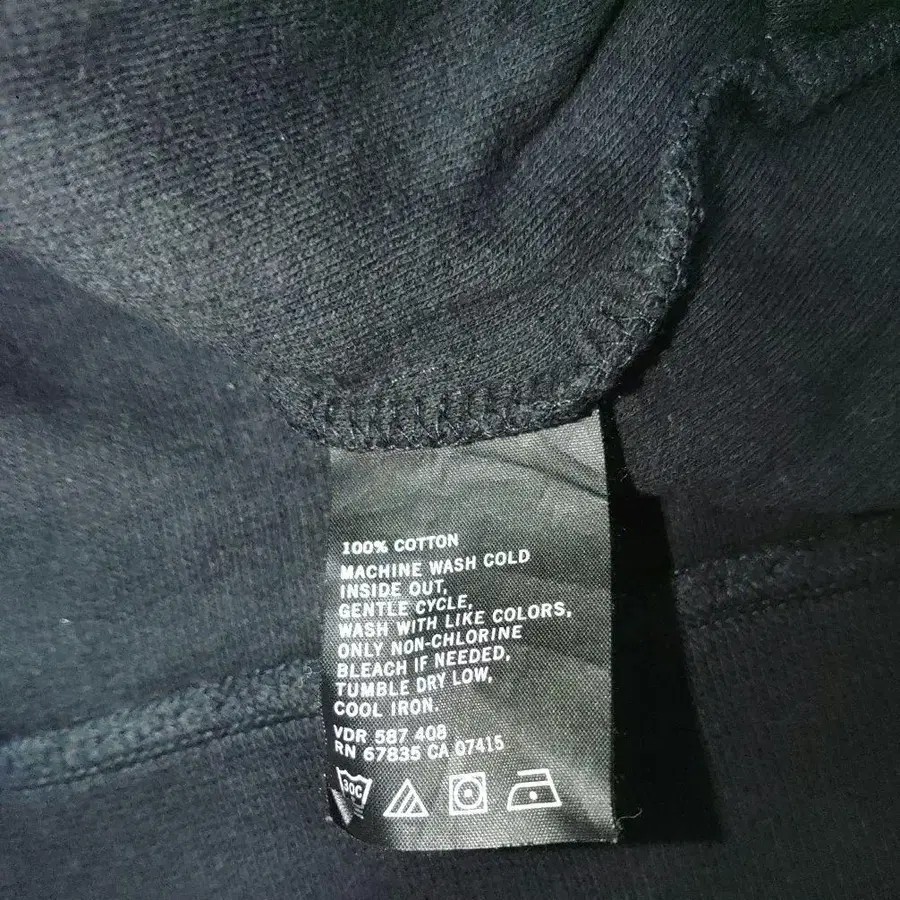 100% COTTON
MACHINE WASH COLD
INSIDE OUT,
GENTLE CYCLE,
WASH WITH LIKE COLORS,
ONLY NON-CHLORINE
BLEACH IF NEEDED,
TUMBLE DRY LOW,
COOL IRON.
VDR 587 408
RN 67835 CA 07415
30C